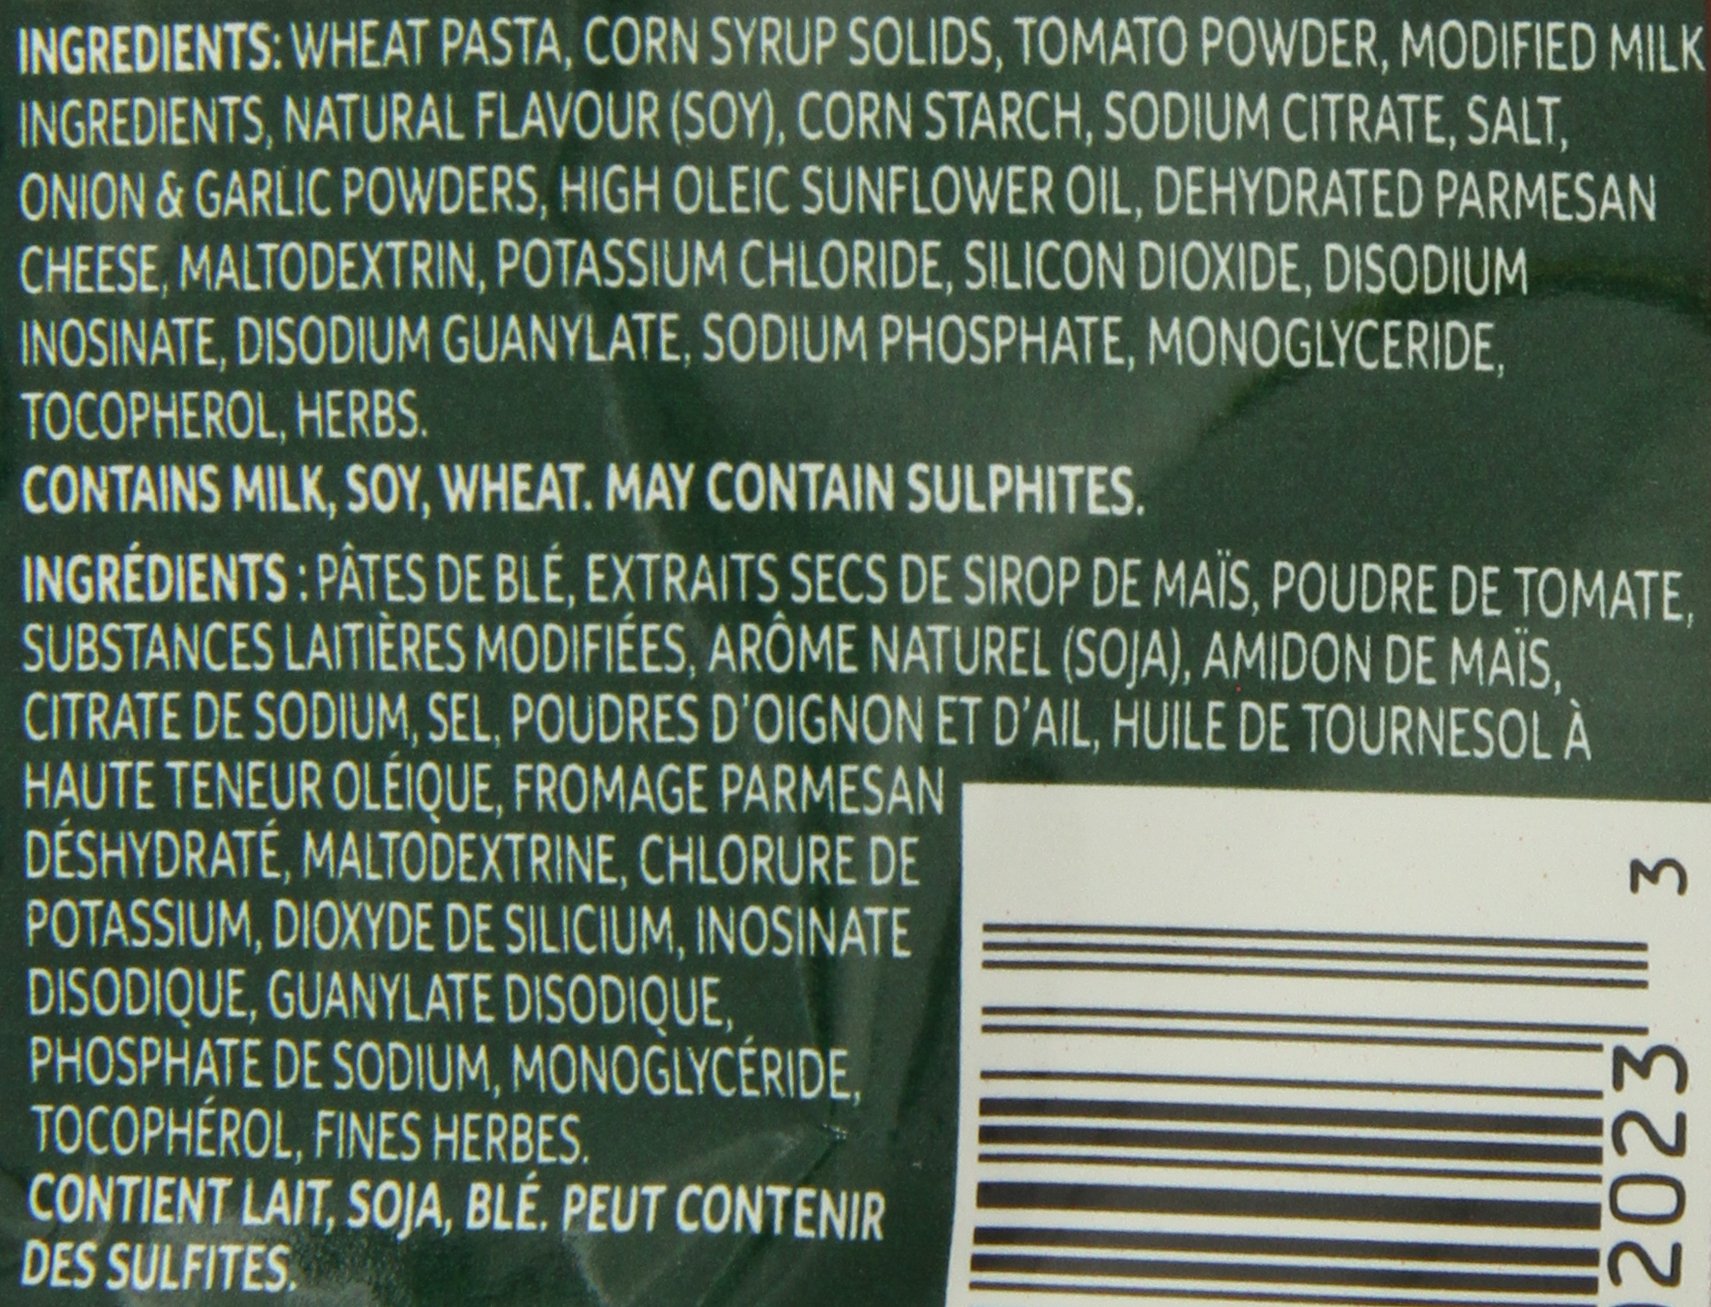 INGREDIENTS: WHEAT PASTA, CORN SYRUP SOLIDS, TOMATO POWDER, MODIFIED MILK
INGREDIENTS, NATURAL FLAVOUR (SOY), CORN STARCH, SODIUM CITRATE, SALT,
ONION & GARLIC POWDERS, HIGH OLEIC SUNFLOWER OIL, DEHYDRATED PARMESAN
CHEESE, MALTODEXTRIN, POTASSIUM CHLORIDE, SILICON DIOXIDE, DISODIUM
INOSINATE, DISODIUM GUANYLATE, SODIUM PHOSPHATE, MONOGLYCERIDE,
TOCOPHEROL, HERBS.
CONTAINS MILK, SOY, WHEAT. MAY CONTAIN SULPHITES.
INGRÉDIENTS : PÂTES DE BLÉ, EXTRAITS SECS DE SIROP DE MAÏS, POUDRE DE TOMATE,
SUBSTANCES LAITIÈRES MODIFIÉES, ARÔME NATUREL (SOJA), AMIDON DE MAÏS,
CITRATE DE SODIUM, SEL, POUDRES D'OIGNON ET D'AIL, HUILE DE TOURNESOL À
HAUTE TENEUR OLÉIQUE, FROMAGE PARMESAN
DÉSHYDRATÉ, MALTODEXTRINE, CHLORURE DE
POTASSIUM, DIOXYDE DE SILICIUM, INOSINATE
DISODIQUE, GUANYLATE DISODIQUE,
PHOSPHATE DE SODIUM, MONOGLYCÉRIDE,
TOCOPHÉROL, FINES HERBES.
CONTIENT LAIT, SOJA, BLÉ. PEUT CONTENIR
DES SULFITES.
2023 3